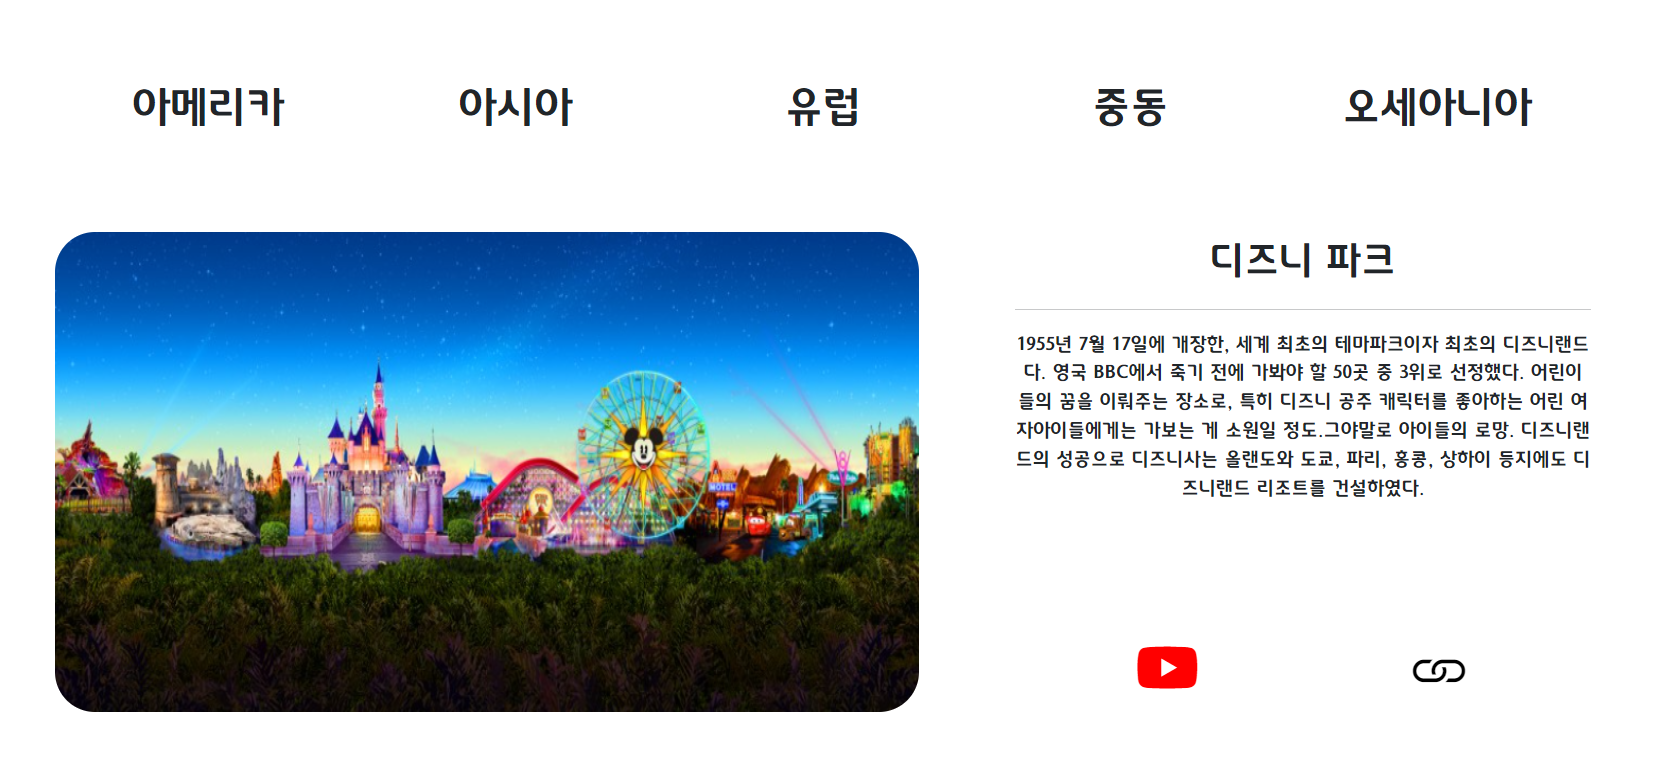 아메리카 아시아 유럽 중동 오세아니아
디즈니 파크
1955년 7월 17일에 개장한, 세계 최초의 테마파크이자 최초의 디즈니랜드
다. 영국 BBC에서 죽기 전에 가봐야 할 50곳 중 3위로 선정했다. 어린이
들의 꿈을 이뤄주는 장소로, 특히 디즈니 공주 캐릭터를 좋아하는 어린 여
자아이들에게는 가보는 게 소원일 정도.그야말로 아이들의 로망. 디즈니랜
드의 성공으로 디즈니사는 올랜도와 도쿄, 파리, 홍콩, 상하이 등지에도 디
즈니랜드 리조트를 건설하였다.
MOTEL